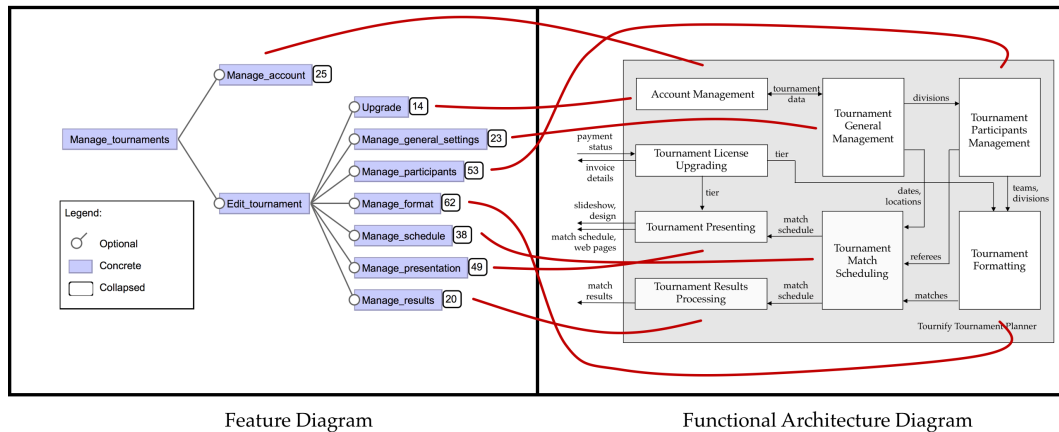 Manage_account
25
Upgrade
14
Manage_general_settings
23
Manage_tournaments
Manage_participants
53
Edit_tournament
Manage_format
62
Manage_schedule
38
Manage_presentation
49
Manage_results
20
Legend:
Optional
Concrete
Collapsed
Account Management
tournament
data
Tournament
General
Management
divisions
Tournament
Participants
Management
payment
status
invoice
details
Tournament License
Upgrading
tier
tier
dates,
locations
teams,
divisions
slideshow,
design
match schedule,
web pages
Tournament Presenting
match
schedule
Tournament
Match
Scheduling
referees
Tournament
Formatting
match
results
Tournament Results
Processing
match
schedule
matches
Tournify Tournament Planner
Feature Diagram
Functional Architecture Diagram